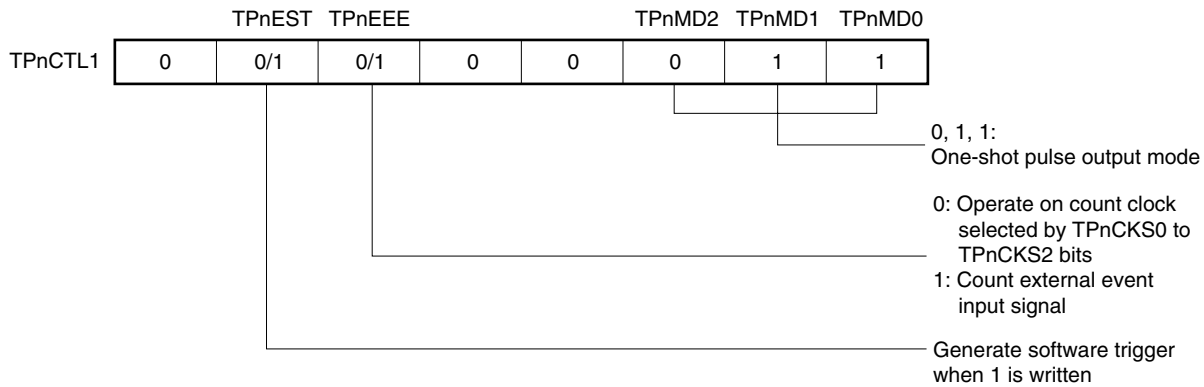 TPnEST TPnEEE TPnMD2 TPnMD1 TPnMD0
TPnCTL1 0 0/1 0/1 0 0 0 1 1
0, 1, 1:
One-shot pulse output mode
0: Operate on count clock
selected by TPnCKS0 to
TPnCKS2 bits
1: Count external event
input signal
Generate software trigger
when 1 is written